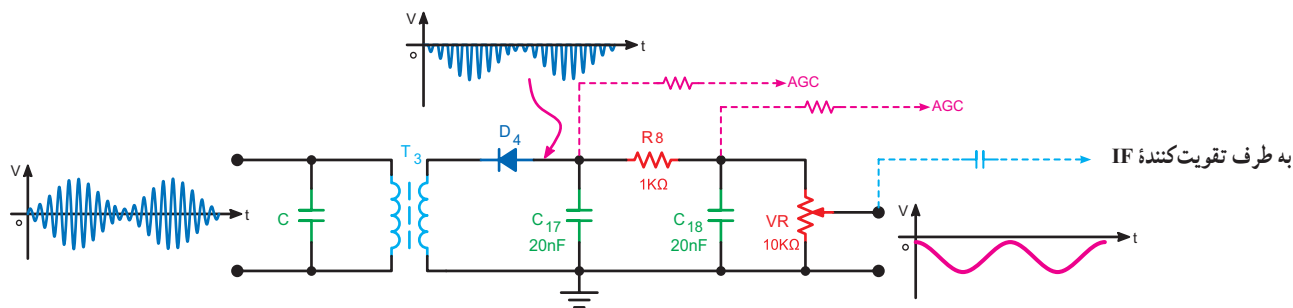 V
t
o
AGC
AGC
D4
R8
1KΩ
T3
به طرف تقویت‌کنندهٔ IF
V
t
o
C
C17
20nF
C18
20nF
VR
10KΩ
V
t
o